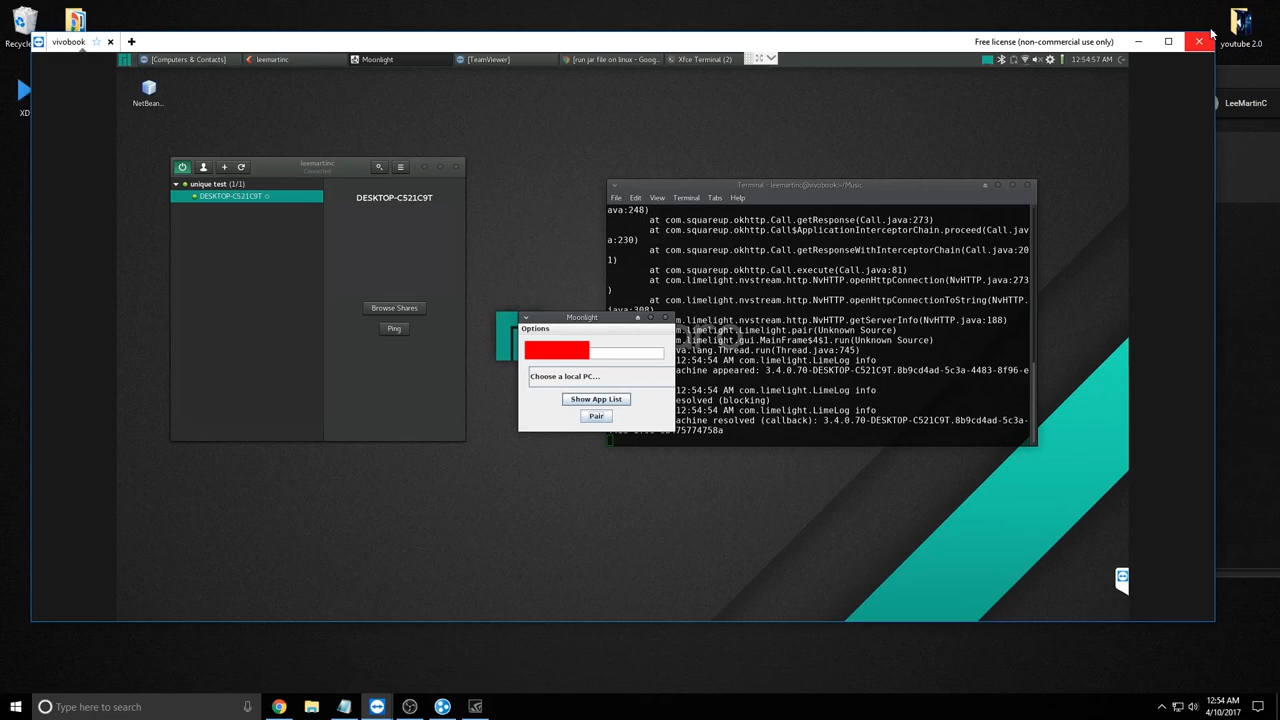 Recycle
youtube 2.0
vivobook
Free license (non-commercial use only)
[Computers & Contacts]
leemartinc
Moonlight
[TeamViewer]
[run jar file on linux - Goog...
Xfce Terminal (2)
12:54:57 AM
NetBean...
XD
LeeMartinC
leemartinc
Connected
unique test (1/1)
DESKTOP-C521C9T
DESKTOP-C521C9T
Browse Shares
Ping
Terminal - leemartinc@vivobook:~/Music
File Edit View Terminal Tabs Help
ava:248)
at com.squareup.okhttp.Call.getResponse(Call.java:273)
at com.squareup.okhttp.Call$ApplicationInterceptorChain.proceed(Call.jav
a:230)
at com.squareup.okhttp.Call.getResponseWithInterceptorChain(Call.java:20
1)
at com.squareup.okhttp.Call.execute(Call.java:81)
at com.limelight.nvstream.http.NvHTTP.openHttpConnection(NvHTTP.java:273
)
at com.limelight.nvstream.http.NvHTTP.openHttpConnectionToString(NvHTTP.
java:308)
.limelight.nvstream.http.NvHTTP.getServerInfo(NvHTTP.java:188)
.limelight.Limelight.pair(Unknown Source)
.limelight.gui.MainFrame$4$1.run(Unknown Source)
va.lang.Thread.run(Thread.java:745)
12:54:54 AM com.limelight.LimeLog info
achine appeared: 3.4.0.70-DESKTOP-C521C9T.8b9cd4ad-5c3a-4483-8f96-e
12:54:54 AM com.limelight.LimeLog info
esolved (blocking)
12:54:54 AM com.limelight.LimeLog info
achine resolved (callback): 3.4.0.70-DESKTOP-C521C9T.8b9cd4ad-5c3a-
75774758a
Moonlight
Options
Choose a local PC...
Show App List
Pair
Type here to search
12:54 AM
4/10/2017